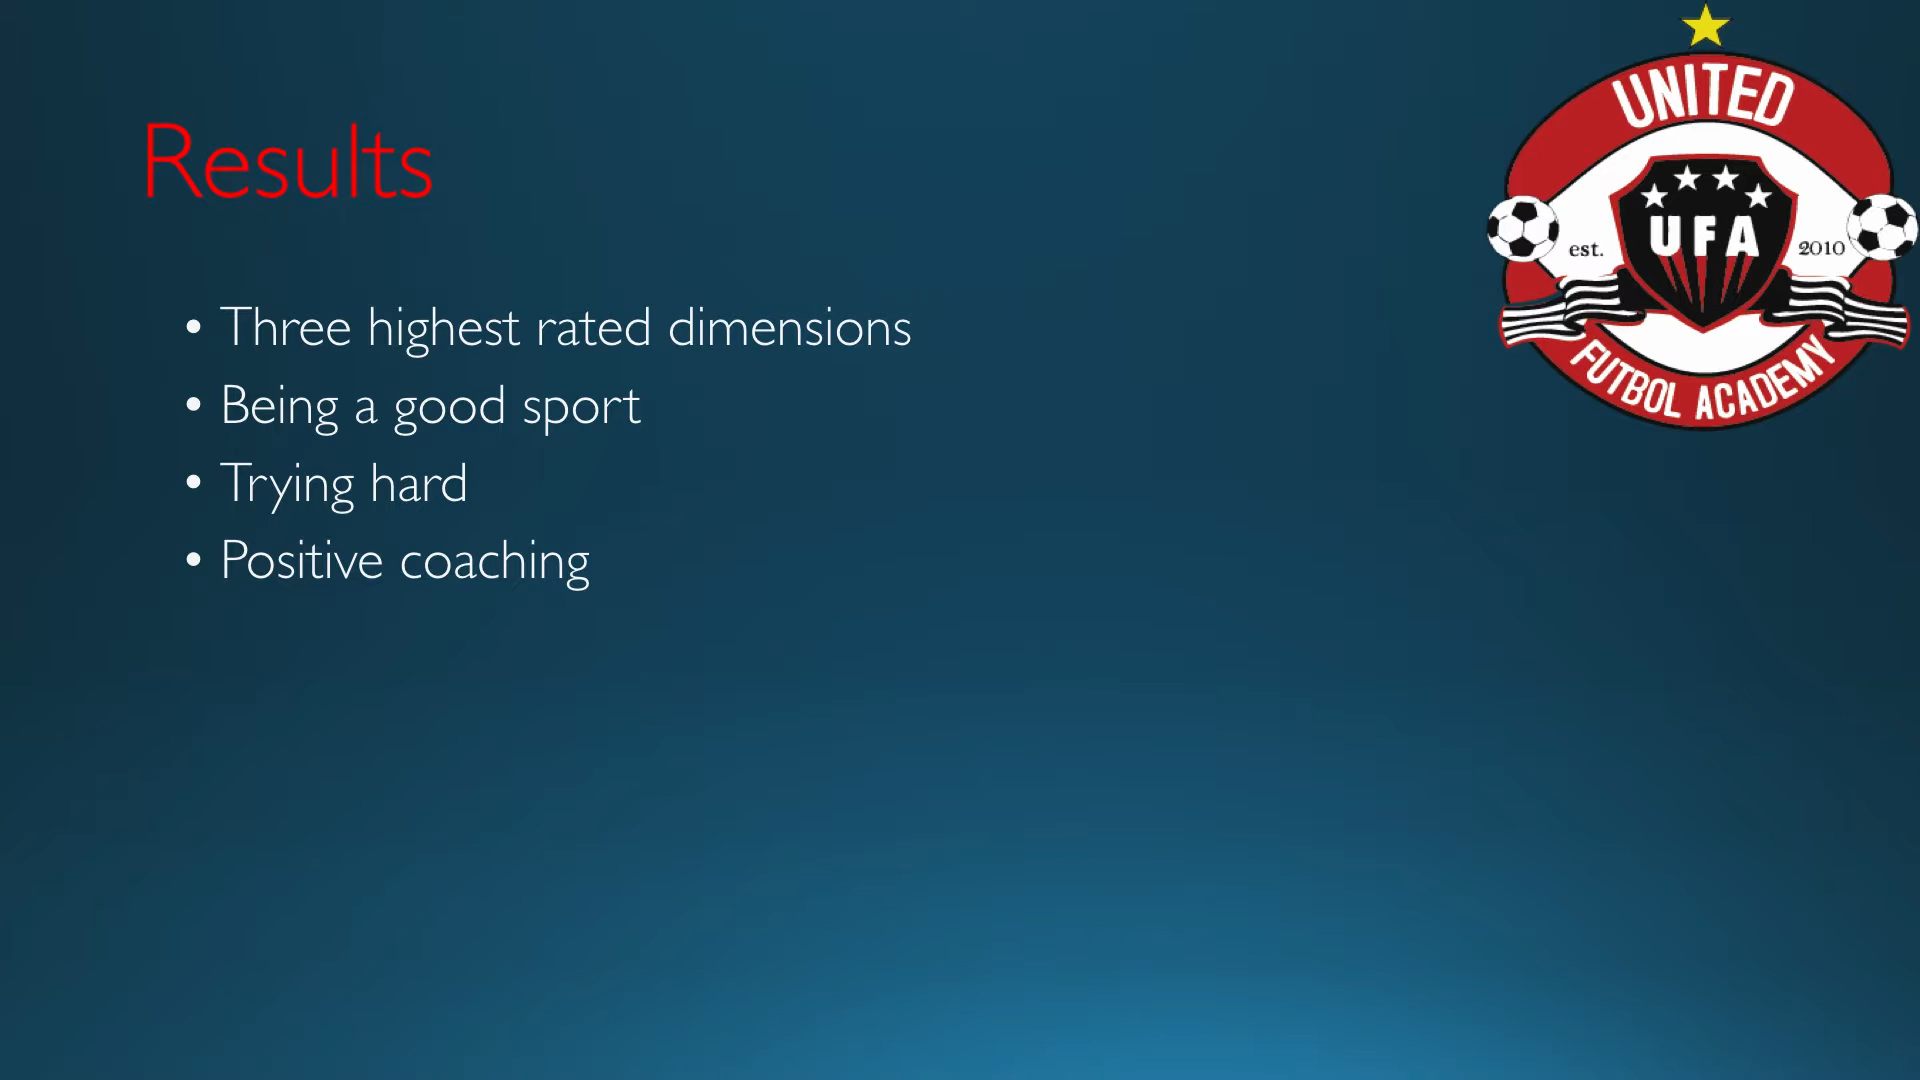 Results
• Three highest rated dimensions
• Being a good sport
• Trying hard
• Positive coaching
UNITED
UFA
est. 2010
FUTBOL ACADEMY